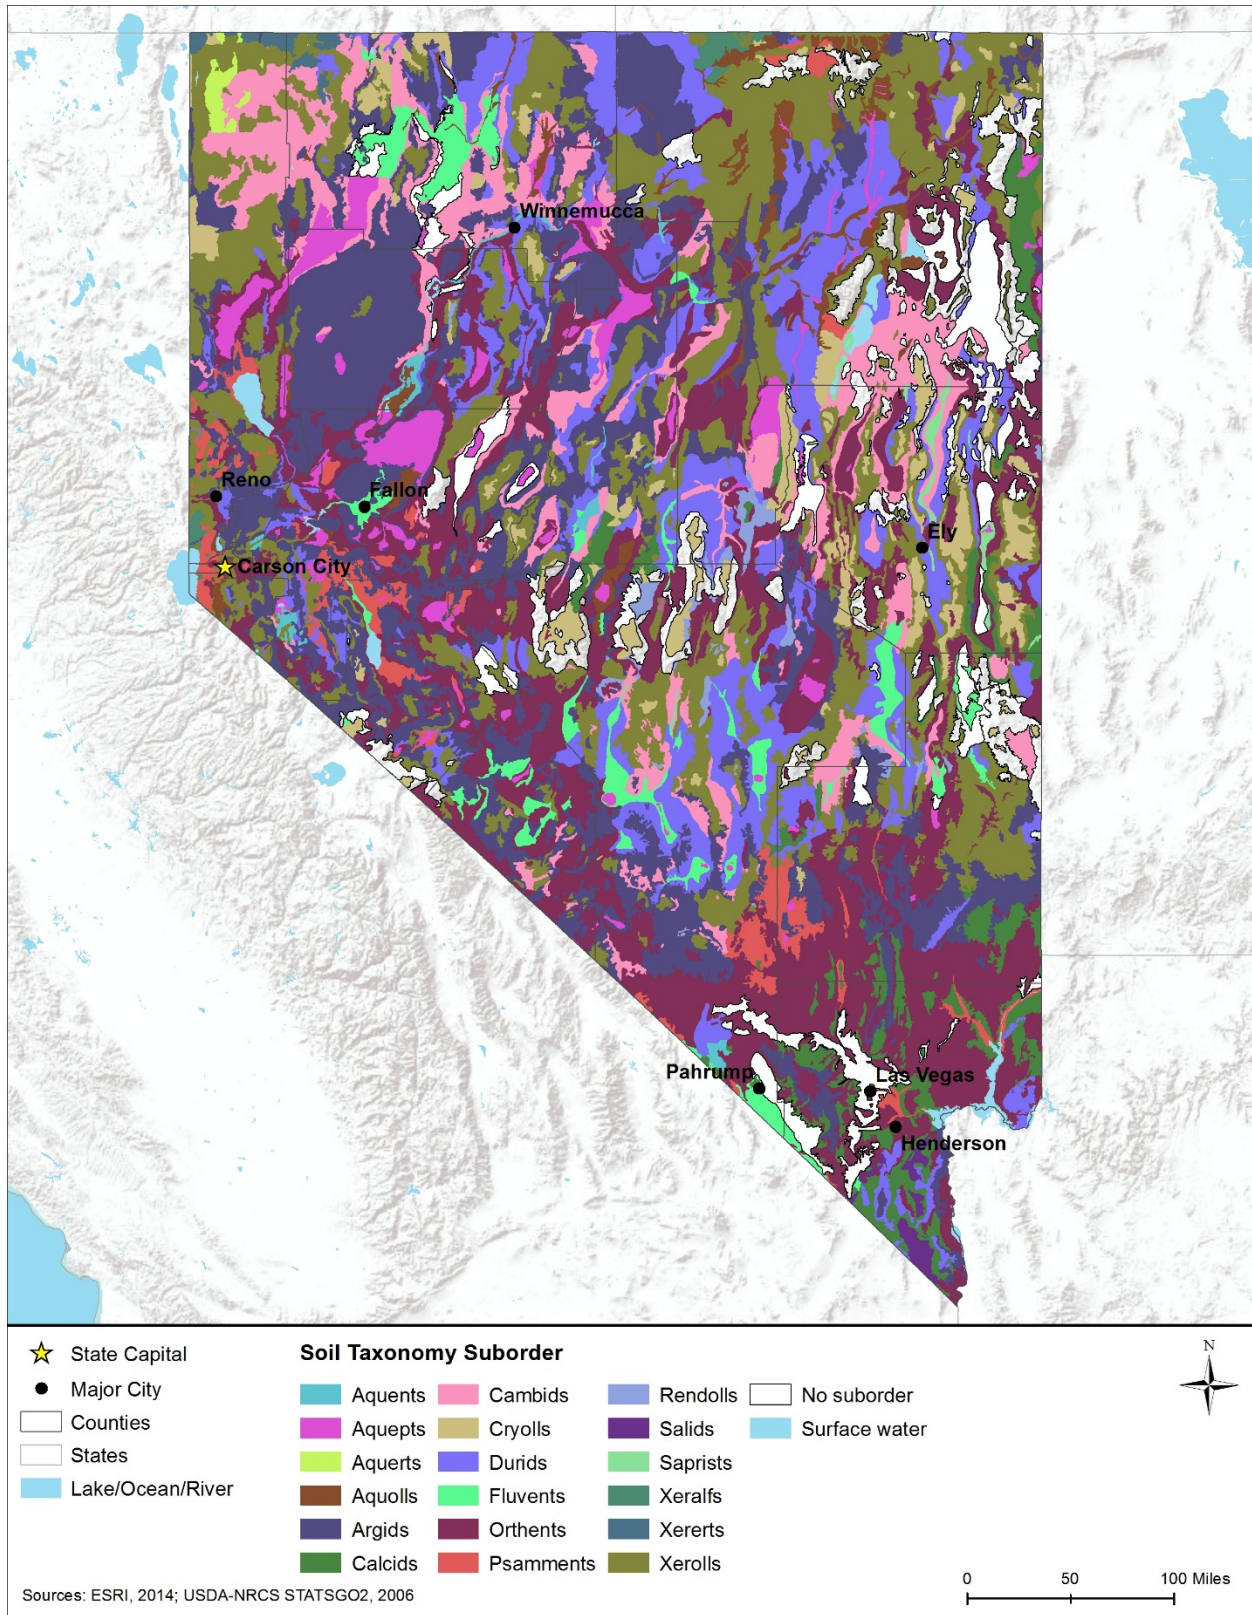 Winnemucca
Reno
Fallon
Ely
Carson City
Pahrump
Las Vegas
Henderson
State Capital
Major City
Counties
States
Lake/Ocean/River
Soil Taxonomy Suborder
Aquents
Aquepts
Aquerts
Aquolls
Argids
Calcids
Cambids
Cryolls
Durids
Fluvents
Orthents
Psamments
Rendolls
Salids
Saprists
Xeralfs
Xererts
Xerolls
No suborder
Surface water
N
0 50 100 Miles
Sources: ESRI, 2014; USDA-NRCS STATSGO2, 2006